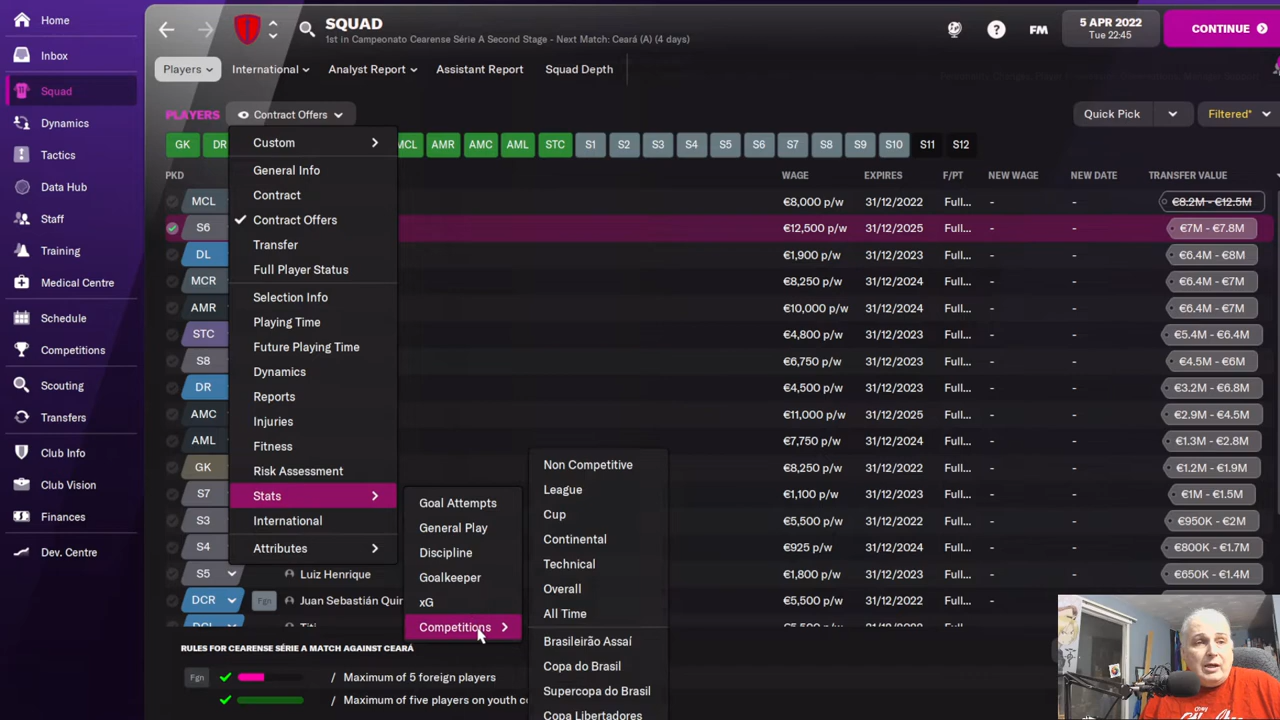 Home
Inbox
Squad
Dynamics
Tactics
Data Hub
Staff
Training
Medical Centre
Schedule
Competitions
Scouting
Transfers
Club Info
Club Vision
Finances
Dev. Centre
SQUAD
1st in Campeonato Cearense Série A Second Stage - Next Match: Ceará (A) (4 days)
FM
5 APR 2022
Tue 22:45
CONTINUE
Players
International
Analyst Report
Assistant Report
Squad Depth
PLAYERS
Contract Offers
Quick Pick
Filtered*
GK DR MCL AMR AMC AML STC S1 S2 S3 S4 S5 S6 S7 S8 S9 S10 S11 S12
PKD WAGE EXPIRES F/PT NEW WAGE NEW DATE TRANSFER VALUE
MCL €8,000 p/w 31/12/2022 Full... - - €8.2M - €12.5M
S6 €12,500 p/w 31/12/2025 Full... - - €7M - €7.8M
DL €1,900 p/w 31/12/2023 Full... - - €6.4M - €8M
MCR €8,250 p/w 31/12/2024 Full... - - €6.4M - €7M
AMR €10,000 p/w 31/12/2024 Full... - - €6.4M - €7M
STC €4,800 p/w 31/12/2023 Full... - - €5.4M - €6.4M
S8 €6,750 p/w 31/12/2023 Full... - - €4.5M - €6M
DR €4,500 p/w 31/12/2023 Full... - - €3.2M - €6.8M
AMC €11,000 p/w 31/12/2025 Full... - - €2.9M - €4.5M
AML €7,750 p/w 31/12/2024 Full... - - €1.3M - €2.8M
GK €8,250 p/w 31/12/2022 Full... - - €1.2M - €1.9M
S7 €1,100 p/w 31/12/2023 Full... - - €1M - €1.5M
S3 €5,500 p/w 31/12/2022 Full... - - €950K - €2M
S4 €925 p/w 31/12/2024 Full... - - €800K - €1.7M
S5 Luiz Henrique €1,800 p/w 31/12/2023 Full... - - €650K - €1.4M
DCR Fgn Juan Sebastián Quin €5,500 p/w 31/12/2022 Full... - -
DCL Titi
Custom
General Info
Contract
Contract Offers
Transfer
Full Player Status
Selection Info
Playing Time
Future Playing Time
Dynamics
Reports
Injuries
Fitness
Risk Assessment
Stats
International
Attributes
Goal Attempts
General Play
Discipline
Goalkeeper
xG
Competitions
Non Competitive
League
Cup
Continental
Technical
Overall
All Time
Brasileirão Assaí
Copa do Brasil
Supercopa do Brasil
Copa Libertadores
RULES FOR CEARENSE SÉRIE A MATCH AGAINST CEARÁ
Fgn / Maximum of 5 foreign players
/ Maximum of five players on youth c